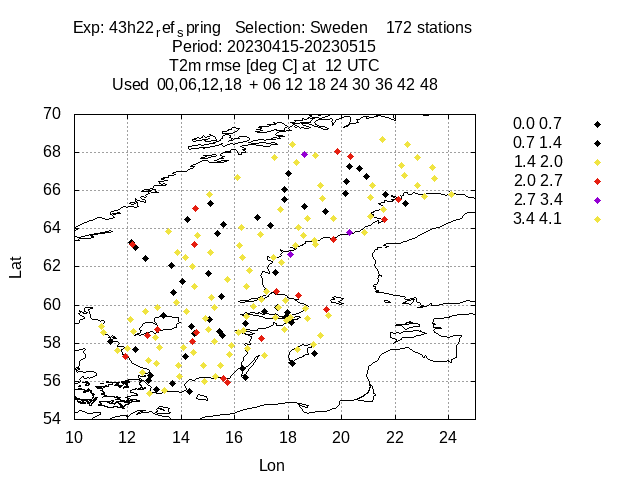 Exp: 43h22refspring Selection: Sweden 172 stations
Period: 20230415-20230515
T2m rmse [deg C] at 12 UTC
Used 00,06,12,18 + 06 12 18 24 30 36 42 48
70
68
66
64
62
60
58
56
54
10 12 14 16 18 20 22 24
Lat
Lon
0.0 0.7
0.7 1.4
1.4 2.0
2.0 2.7
2.7 3.4
3.4 4.1